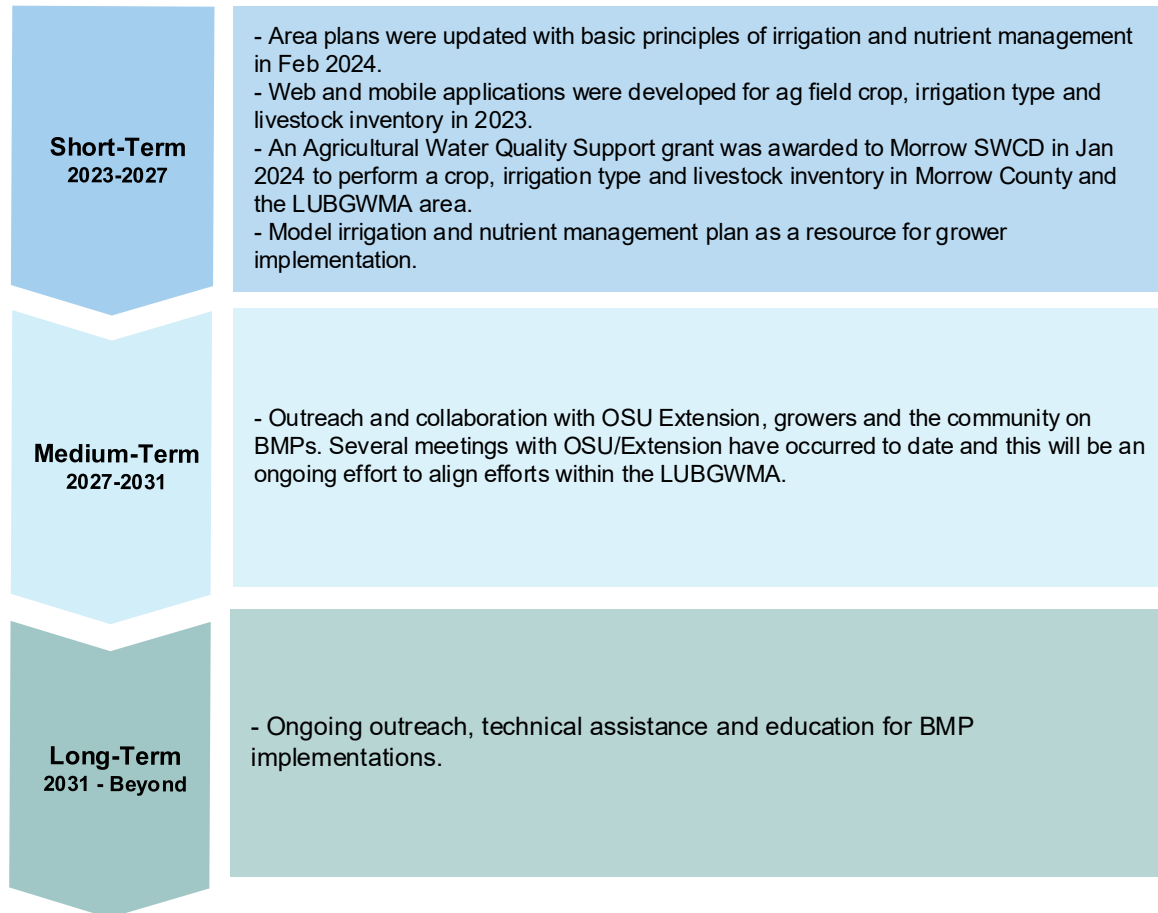 Short-Term
2023-2027
- Area plans were updated with basic principles of irrigation and nutrient management
in Feb 2024.
- Web and mobile applications were developed for ag field crop, irrigation type and
livestock inventory in 2023.
- An Agricultural Water Quality Support grant was awarded to Morrow SWCD in Jan
2024 to perform a crop, irrigation type and livestock inventory in Morrow County and
the LUBGWMA area.
- Model irrigation and nutrient management plan as a resource for grower
implementation.
Medium-Term
2027-2031
- Outreach and collaboration with OSU Extension, growers and the community on
BMPs. Several meetings with OSU/Extension have occurred to date and this will be an
ongoing effort to align efforts within the LUBGWMA.
Long-Term
2031 - Beyond
- Ongoing outreach, technical assistance and education for BMP
implementations.